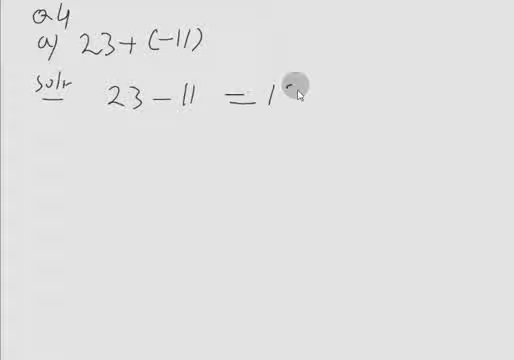 Q4
a) 23 + (-11)
Soln
23 - 11 = 1